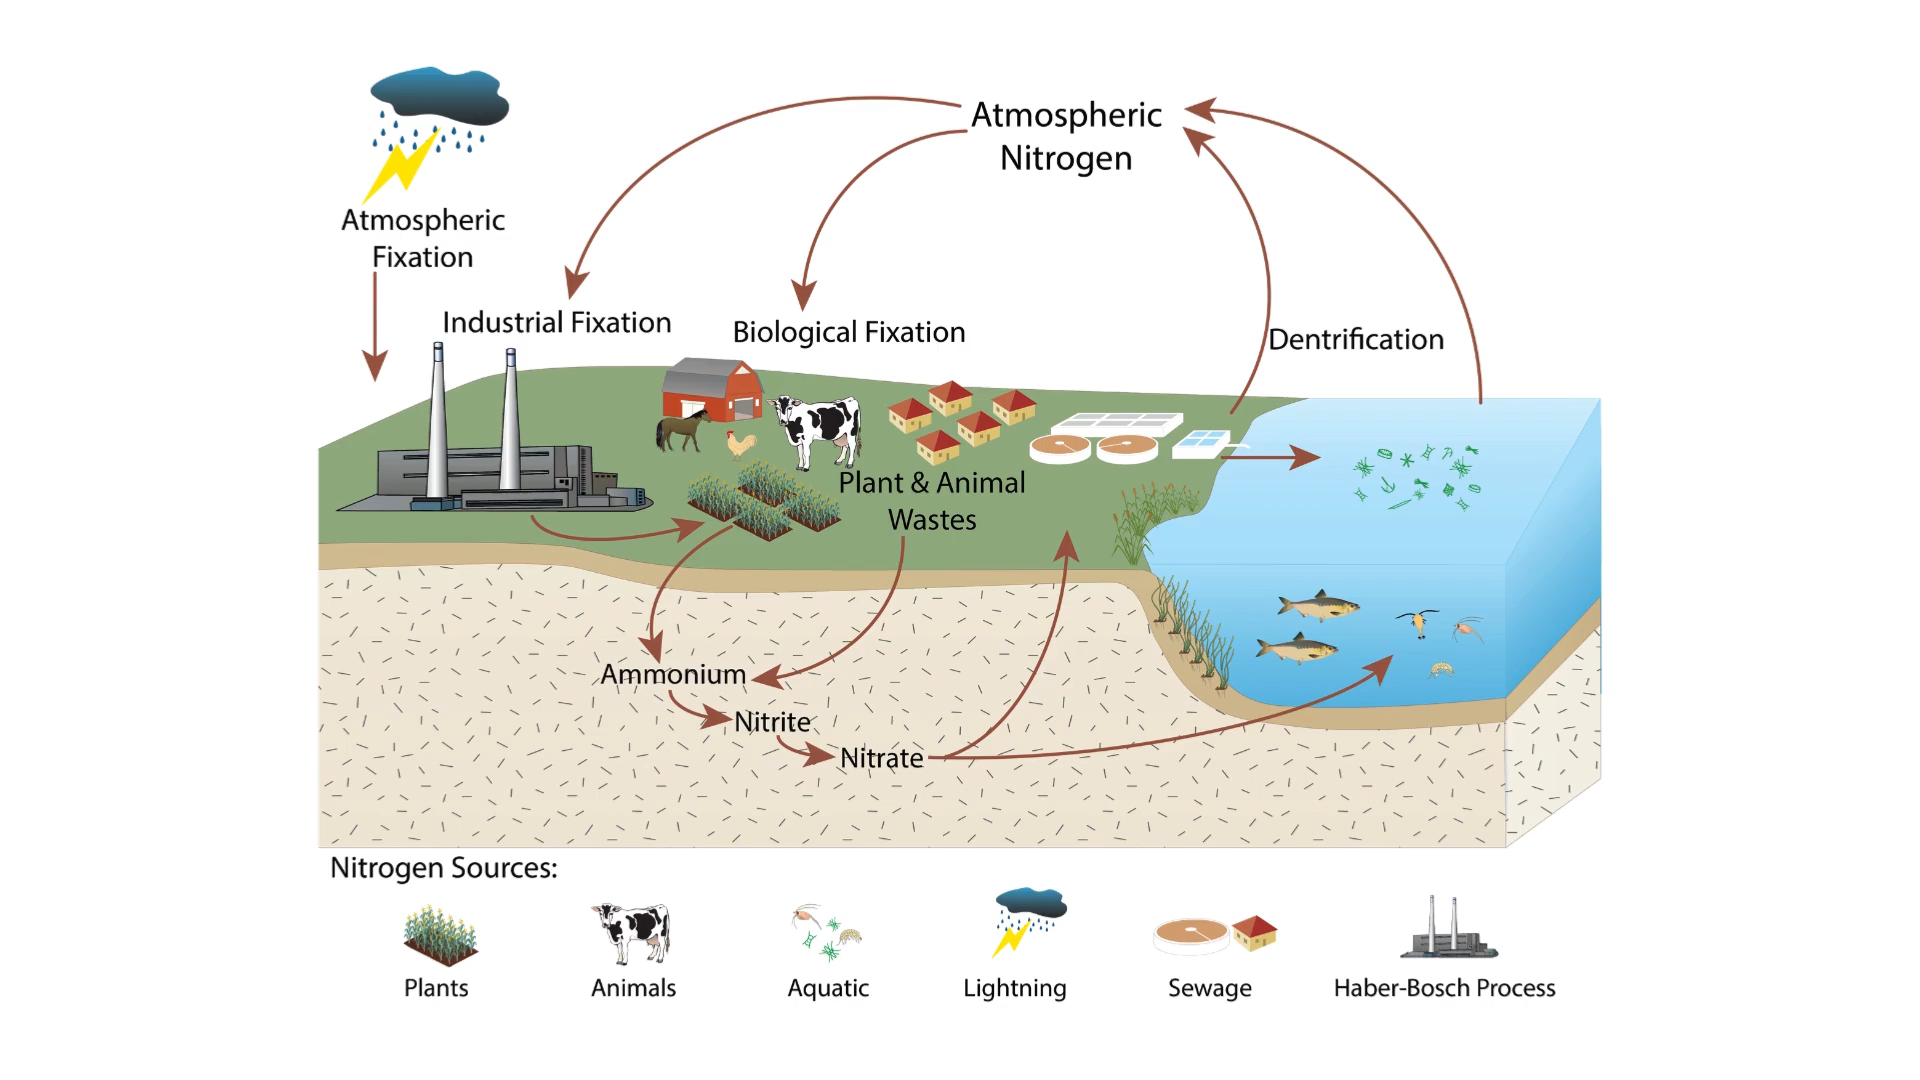 Atmospheric
Nitrogen
Atmospheric
Fixation
Industrial Fixation
Biological Fixation
Dentrification
Plant & Animal
Wastes
Ammonium
Nitrite
Nitrate
Nitrogen Sources:
Plants
Animals
Aquatic
Lightning
Sewage
Haber-Bosch Process